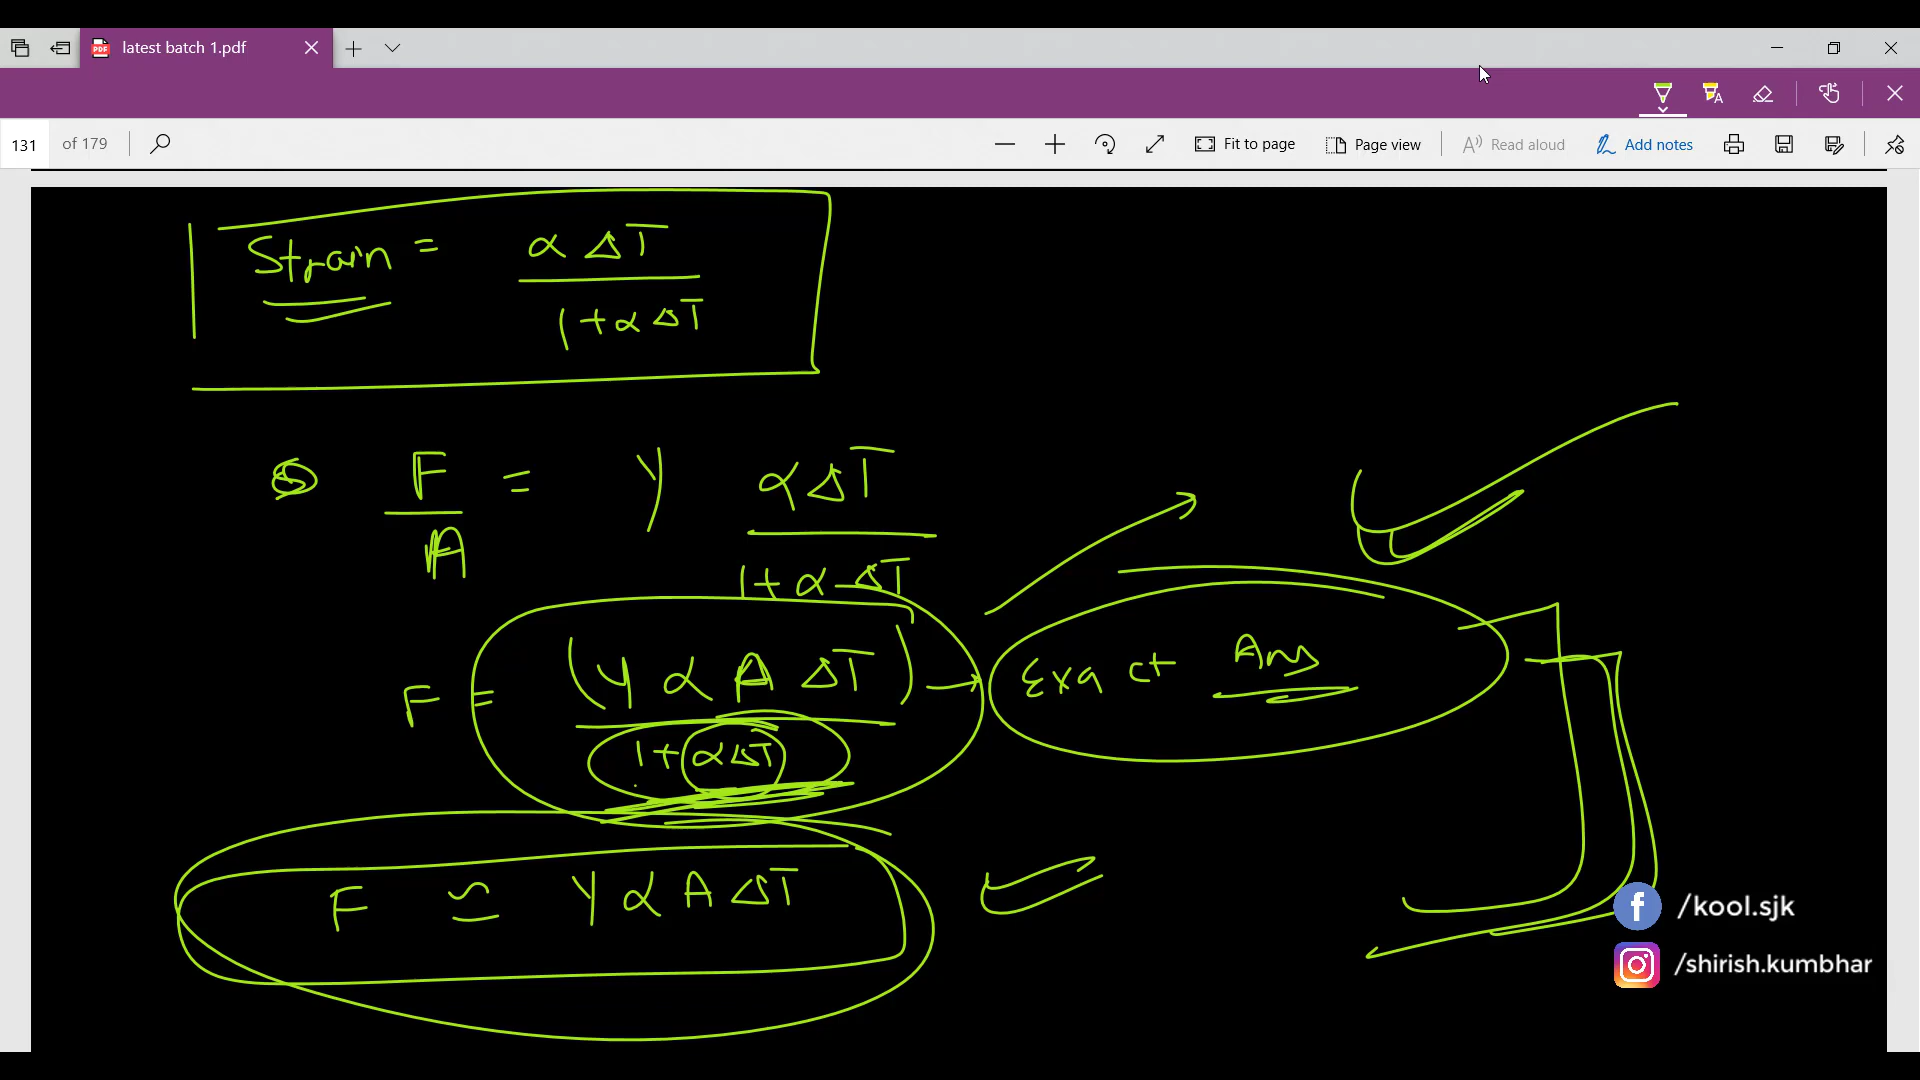 latest batch 1.pdf
131 of 179
Fit to page
Page view
Read aloud
Add notes
Strain = α ΔT
1 + α ΔT
F = Y α ΔT
A 1 + α ΔT
F = (Y α A ΔT) → Exact Ans
1 + α ΔT
F ≃ Y α A ΔT
/kool.sjk
/shirish.kumbhar